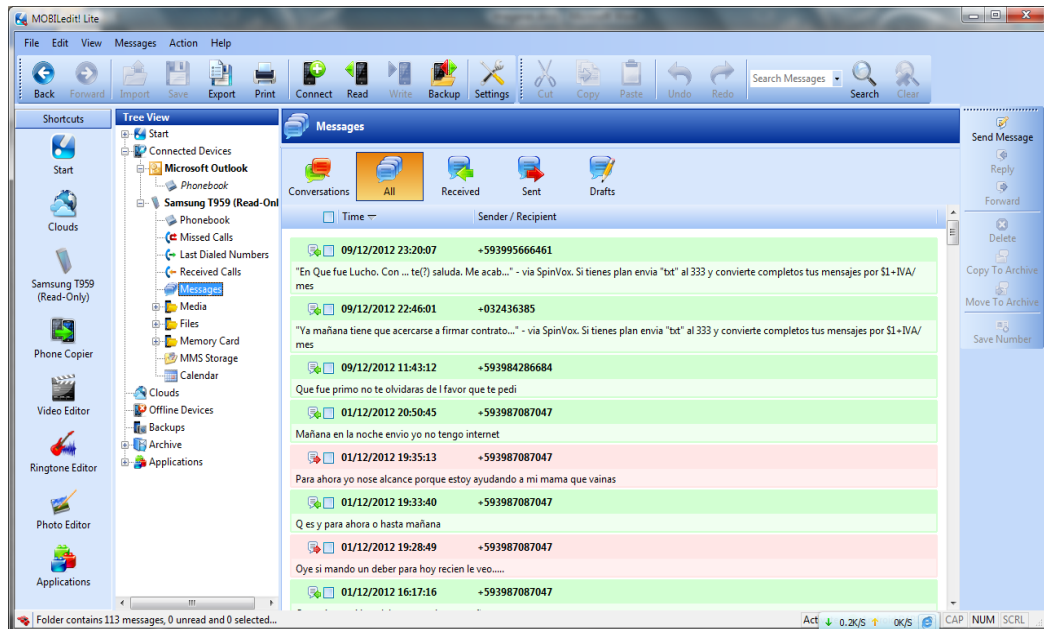 MOBILedit! Lite
File Edit View Messages Action Help
Back Forward Import Save Export Print Connect Read Write Backup Settings Cut Copy Paste Undo Redo Search Messages Search Clear
Shortcuts
Start
Clouds
Samsung T959
(Read-Only)
Phone Copier
Video Editor
Ringtone Editor
Photo Editor
Applications
Tree View
Start
Connected Devices
Microsoft Outlook
Phonebook
Samsung T959 (Read-Onl
Phonebook
Missed Calls
Last Dialed Numbers
Received Calls
Messages
Media
Files
Memory Card
MMS Storage
Calendar
Clouds
Offline Devices
Backups
Archive
Applications
Messages
Conversations All Received Sent Drafts
Time Sender / Recipient
09/12/2012 23:20:07 +593995666461
"En Que fue Lucho. Con ... te(?) saluda. Me acab..." - via SpinVox. Si tienes plan envia "txt" al 333 y convierte completos tus mensajes por $1+IVA/
mes
09/12/2012 22:46:01 +032436385
"Ya mañana tiene que acercarse a firmar contrato..." - via SpinVox. Si tienes plan envia "txt" al 333 y convierte completos tus mensajes por $1+IVA/
mes
09/12/2012 11:43:12 +593984286684
Que fue primo no te olvidaras de l favor que te pedi
01/12/2012 20:50:45 +593987087047
Mañana en la noche envio yo no tengo internet
01/12/2012 19:35:13 +593987087047
Para ahora yo nose alcance porque estoy ayudando a mi mama que vainas
01/12/2012 19:33:40 +593987087047
Q es y para ahora o hasta mañana
01/12/2012 19:28:49 +593987087047
Oye si mando un deber para hoy recien le veo.....
01/12/2012 16:17:16 +593987087047
Send Message
Reply
Forward
Delete
Copy To Archive
Move To Archive
Save Number
Folder contains 113 messages, 0 unread and 0 selected...
Act 0.2K/S 0K/S CAP NUM SCRL